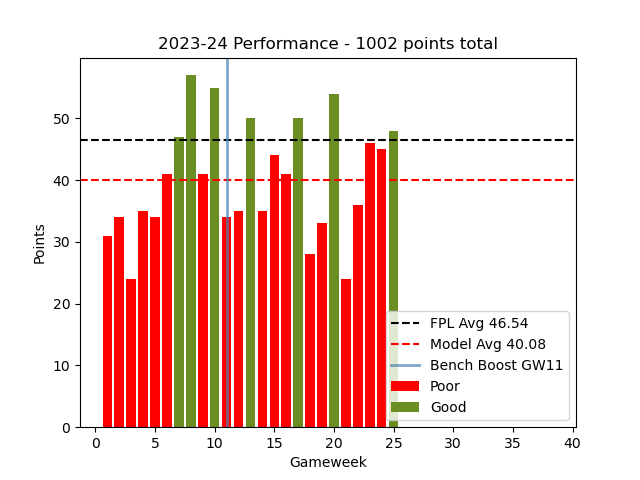 2023-24 Performance - 1002 points total
Points
50
40
30
20
10
0
FPL Avg 46.54
Model Avg 40.08
Bench Boost GW11
Poor
Good
0 5 10 15 20 25 30 35 40
Gameweek